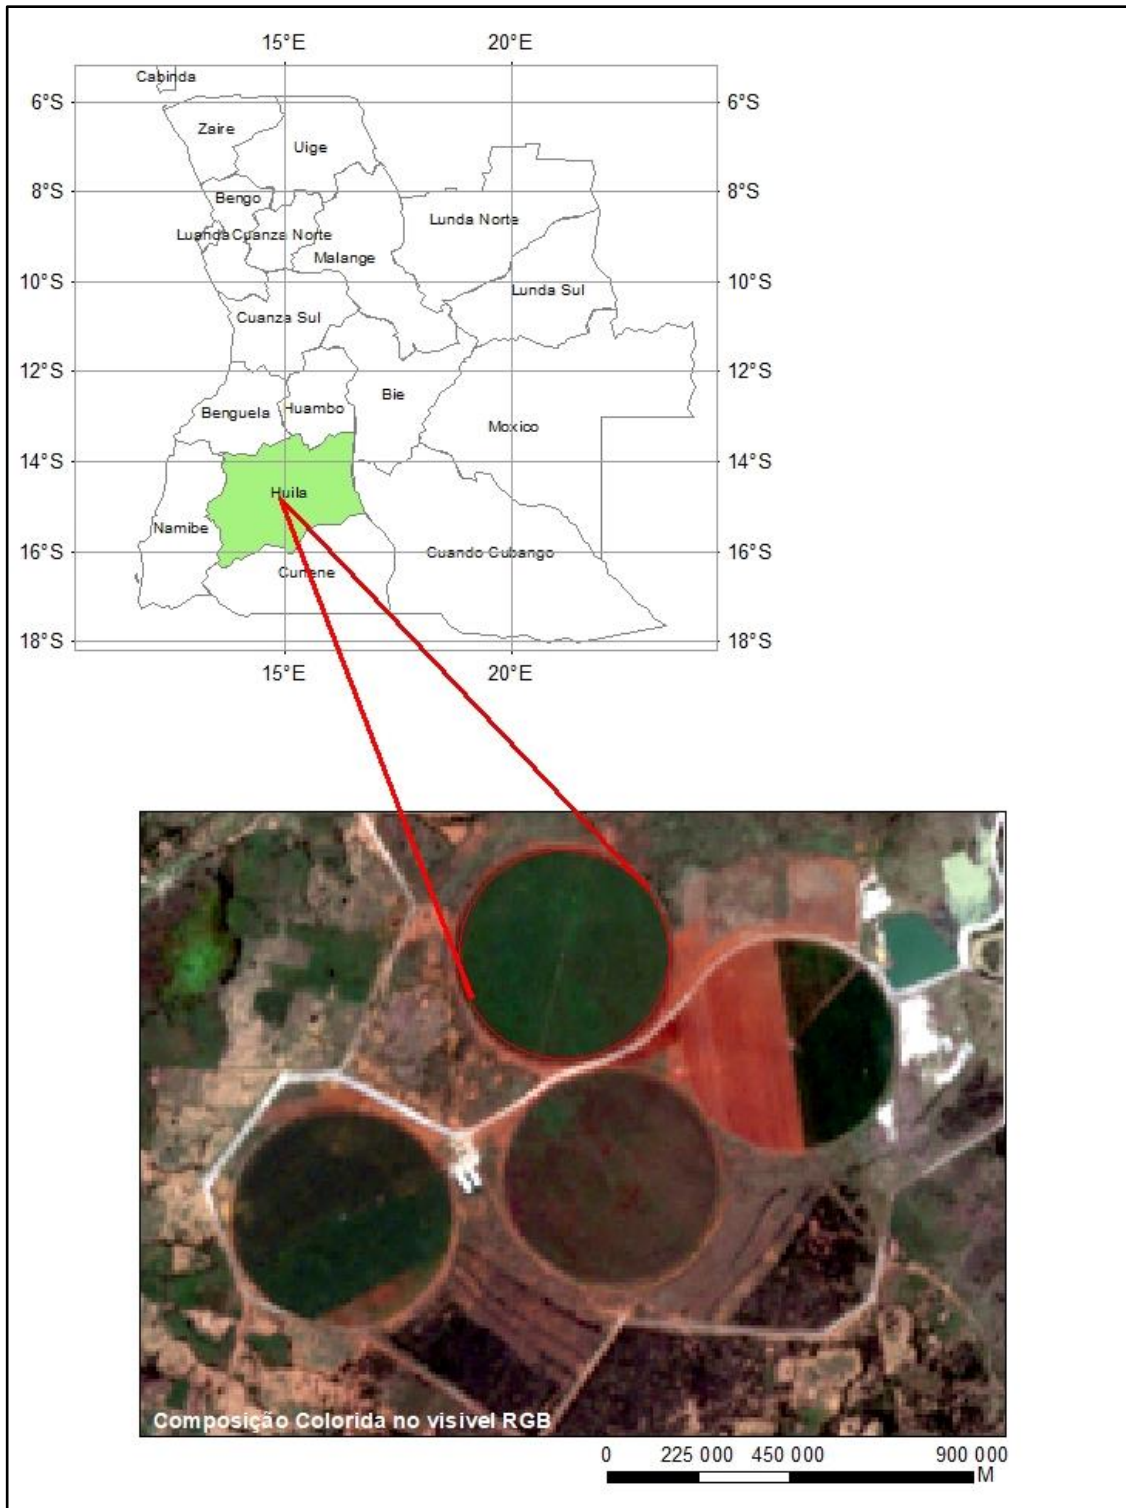 15°E 20°E
Cabinda
6°S 6°S
Zaire
Uige
8°S 8°S
Bengo
Lunda Norte
Luanda Cuanza Norte
Malange
10°S 10°S
Lunda Sul
Cuanza Sul
12°S 12°S
Bie
Benguela Huambo
Moxico
14°S 14°S
Huila
Namibe
16°S 16°S
Cuando Cubango
Cunene
18°S 18°S
15°E 20°E
Composição Colorida no visivel RGB
0 225 000 450 000 900 000
M